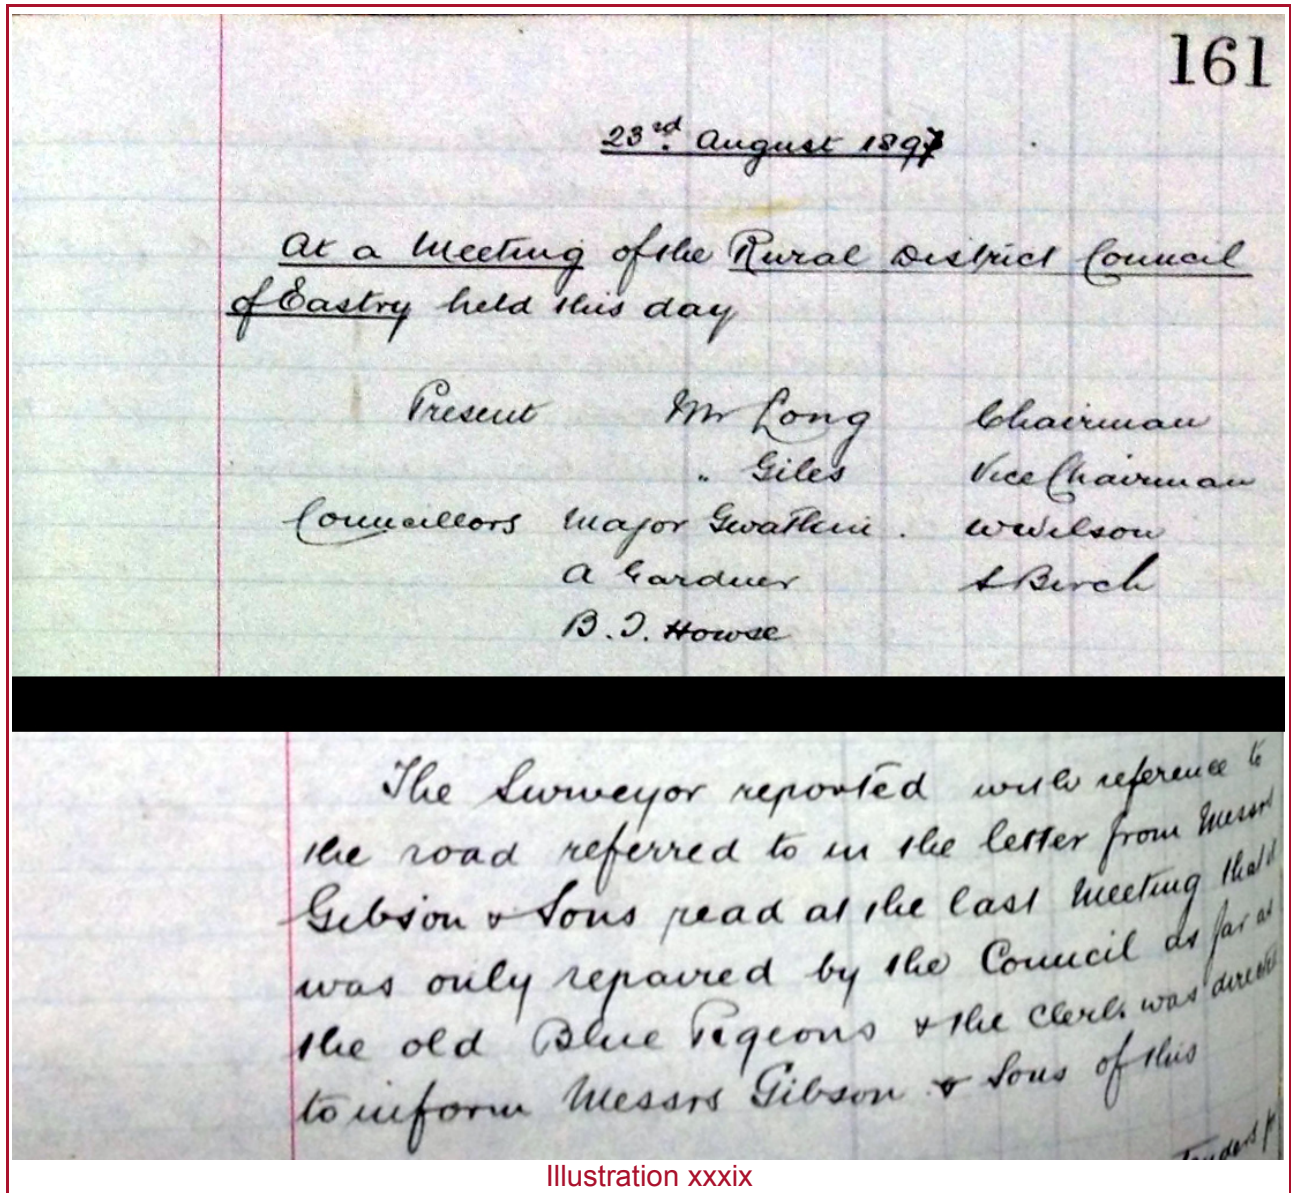 161
23rd. August 1897
At a Meeting of the Rural District Council
of Eastry held this day
Present Mr Long Chairman
" Giles Vice Chairman
Councillors Major Gwatkin. W Wilson
A Gardner S Birch
B. T. Howse
The Surveyor reported with reference to
the road referred to in the letter from Messrs
Gibson & Sons read at the last Meeting that it
was only repaired by the Council as far as
the old Blue Pigeons & the Clerk was directed
to inform Messrs Gibson & Sons of this
Tenders for
Illustration xxxix